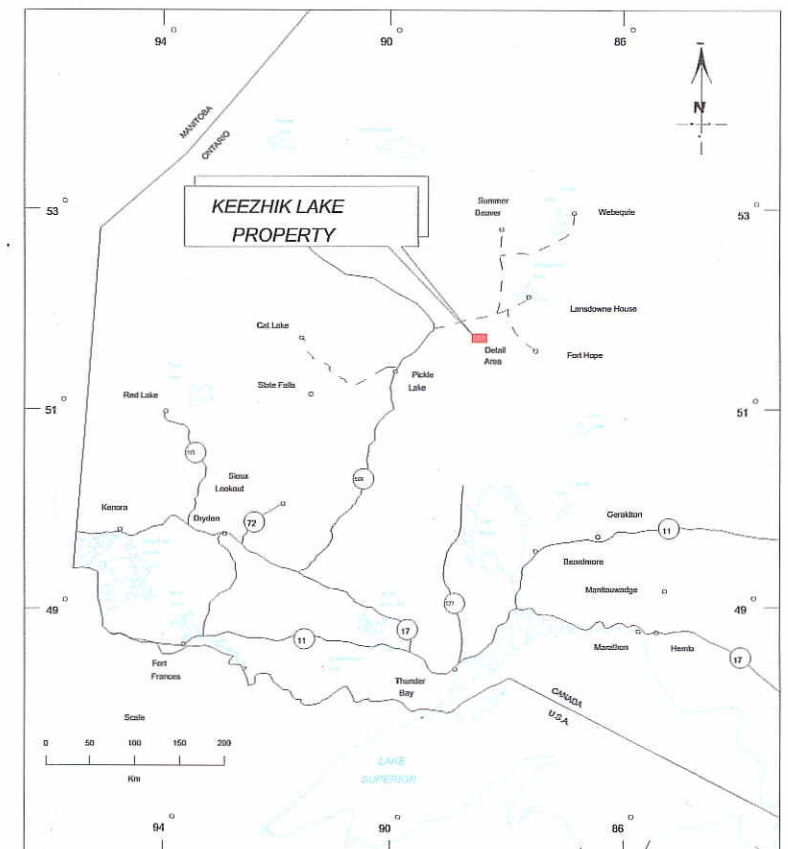 94°
90°
86°
MANITOBA
ONTARIO
N
53°
KEEZHIK LAKE
PROPERTY
Summer
Beaver
Webequie
53°
Lansdowne House
Cat Lake
Detail
Area
Fort Hope
Pickle
Lake
Slate Falls
Red Lake
51°
51°
105
Sioux
Lookout
599
Kenora
Dryden
72
Geraldton
11
Beardmore
Manitouwadge
49°
49°
527
11
17
Marathon
Hemlo
17
Fort
Frances
Thunder
Bay
CANADA
U.S.A.
Scale
0 50 100 150 200
Km
LAKE
SUPERIOR
94°
90°
86°